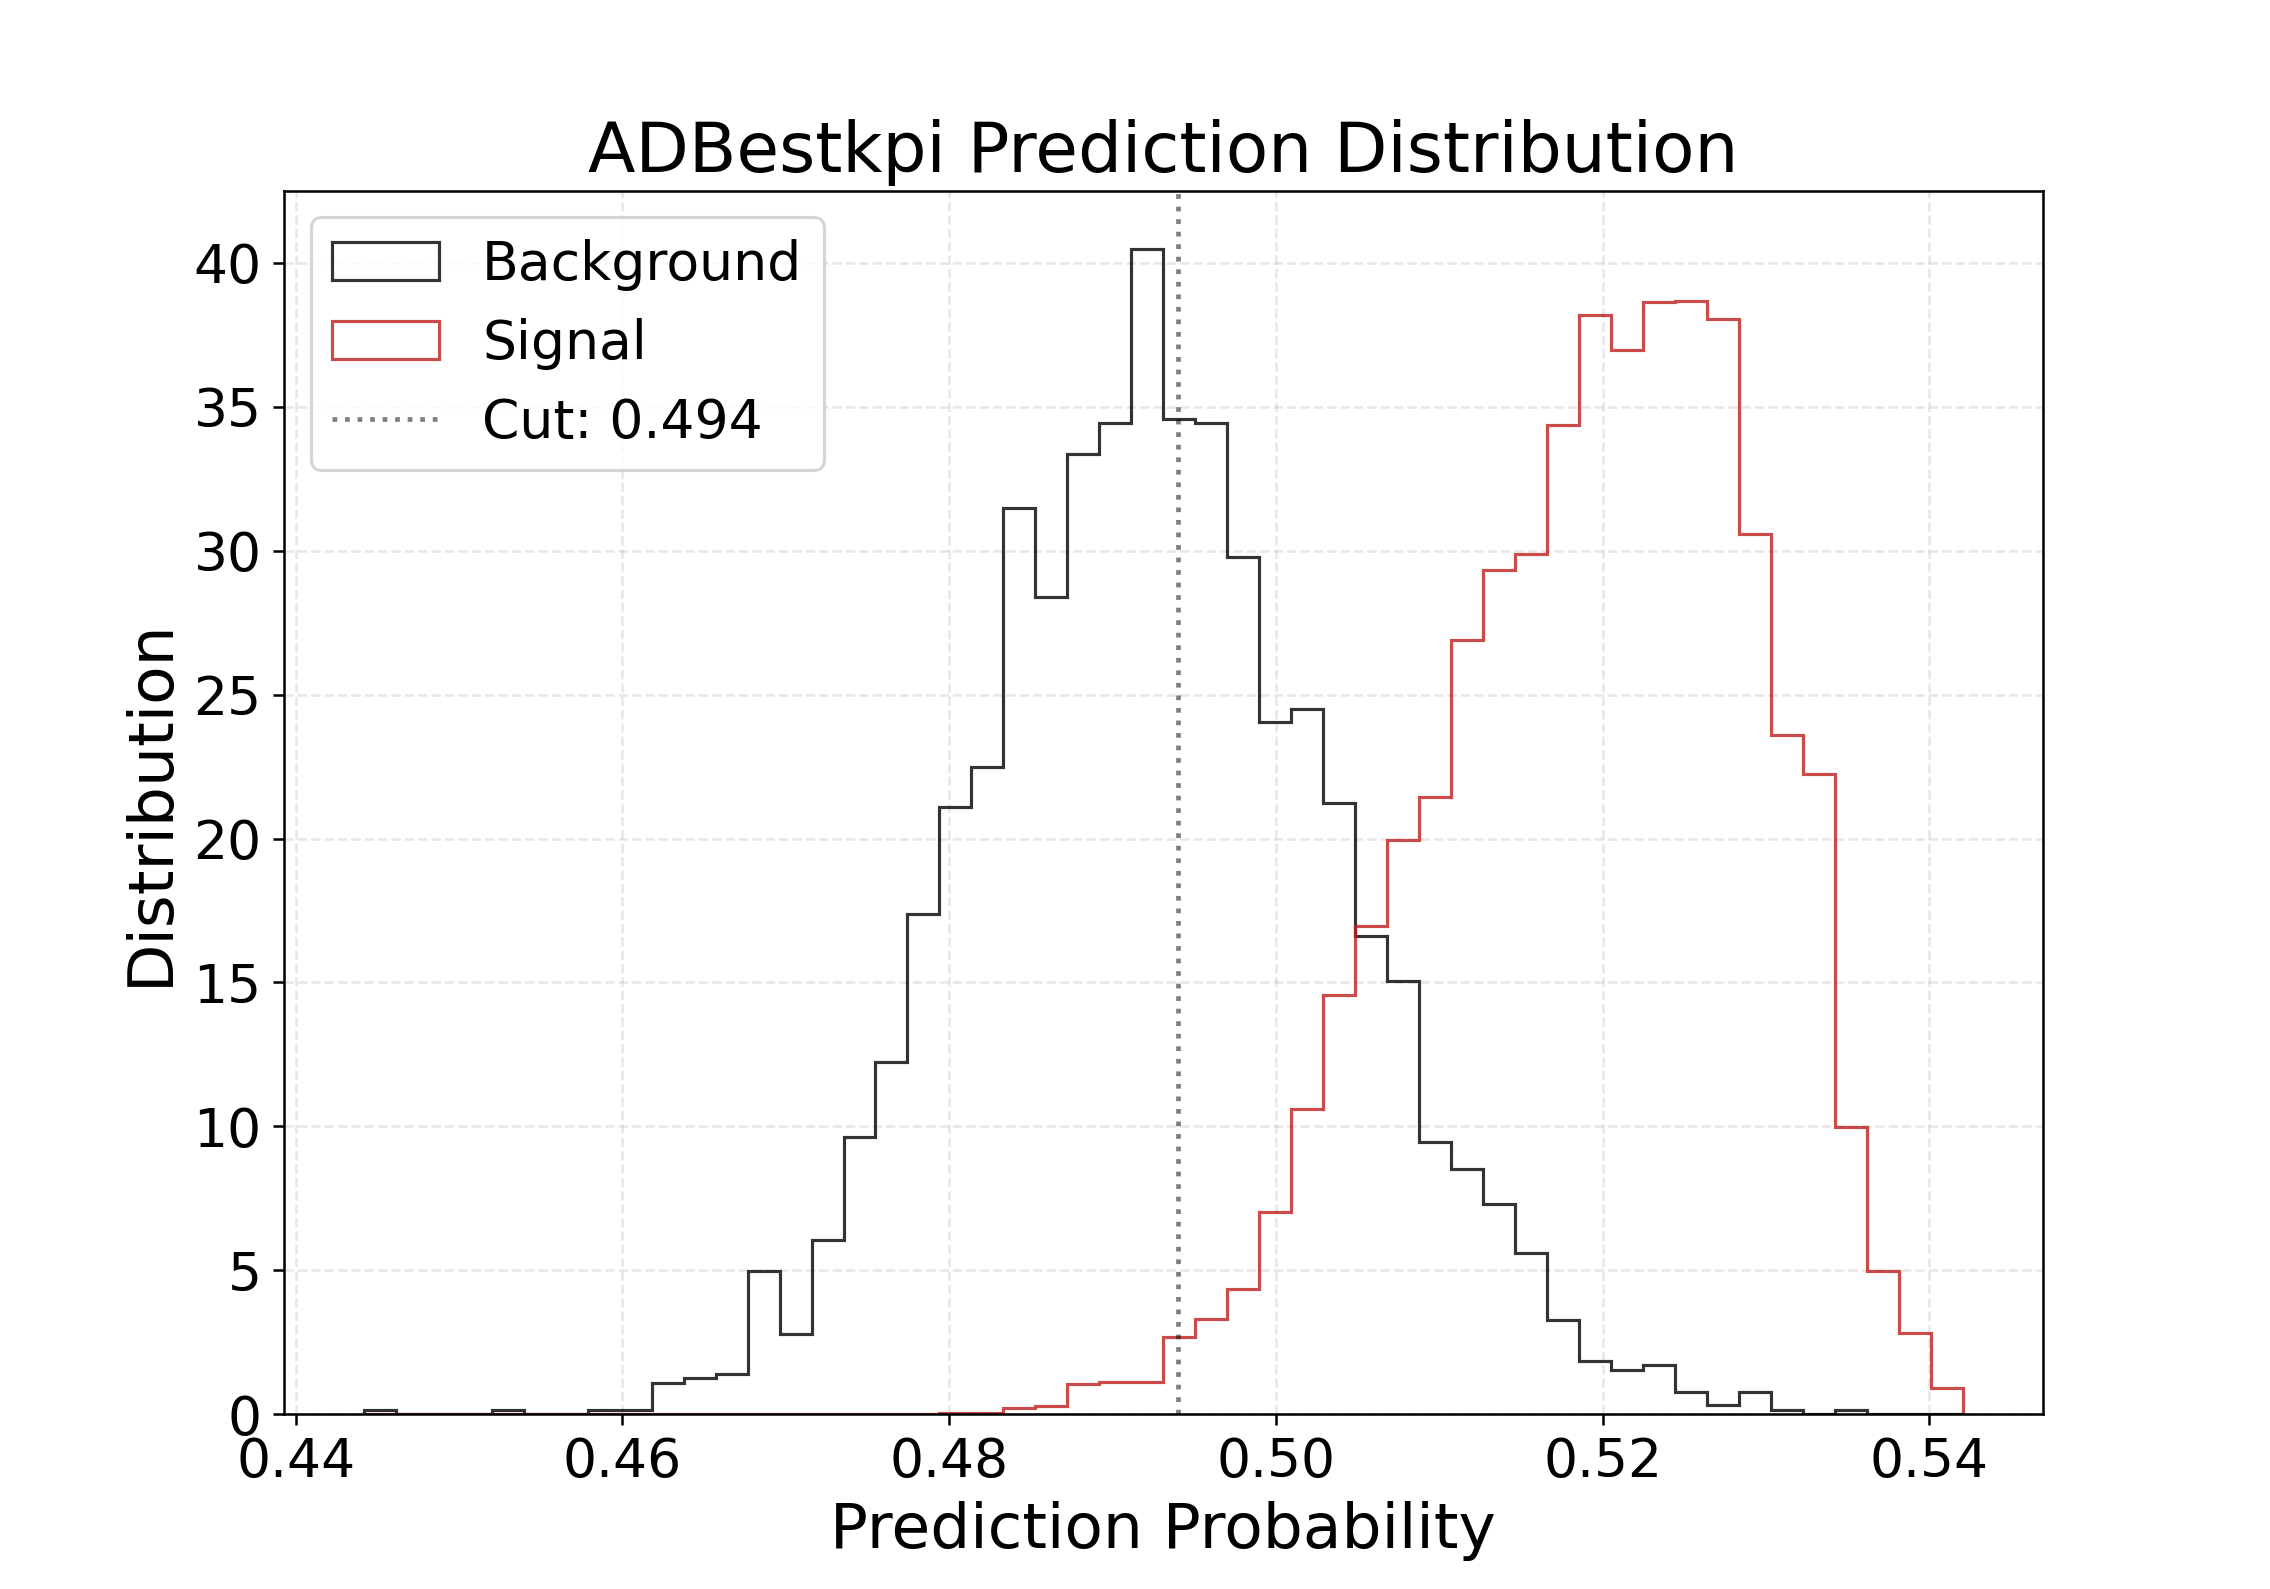 ADBestkpi Prediction Distribution
Background
Signal
Cut: 0.494
Distribution
40
35
30
25
20
15
10
5
0
0.44 0.46 0.48 0.50 0.52 0.54
Prediction Probability